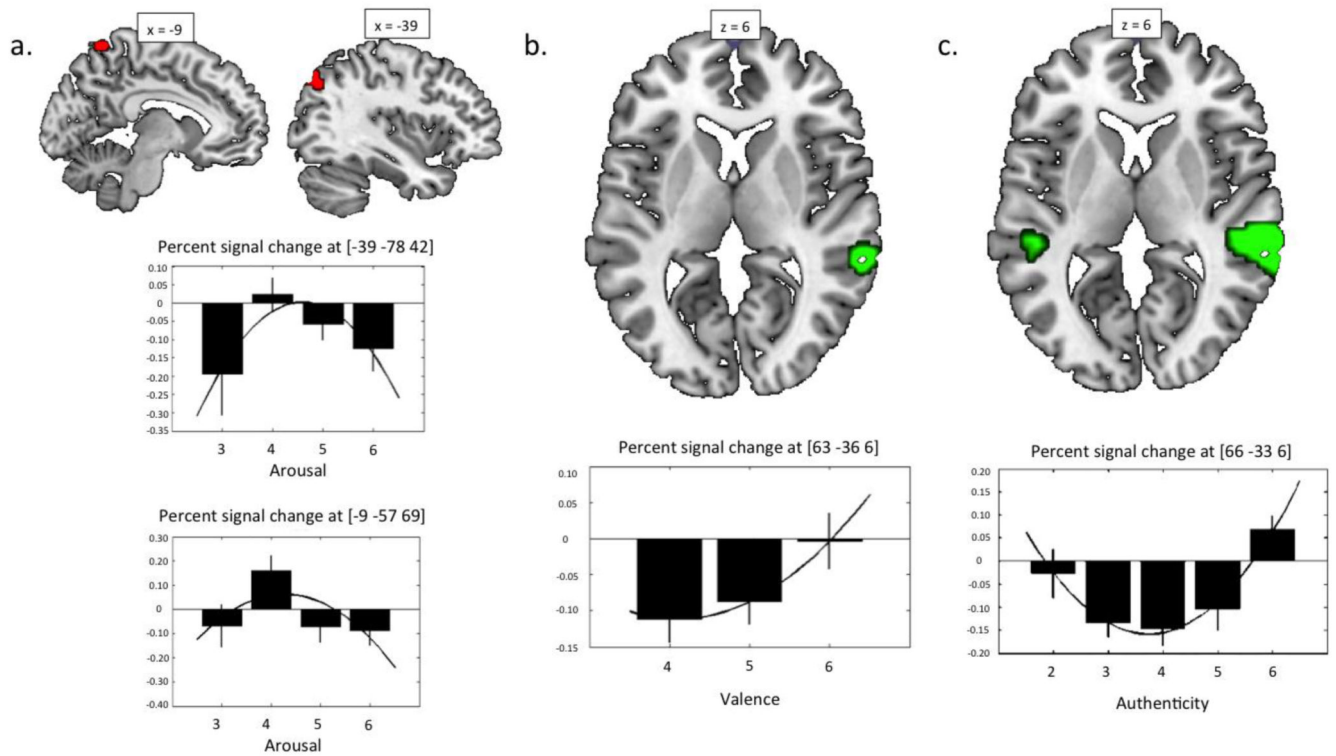 a.
x = -9
x = -39
Percent signal change at [-39 -78 42]
0.10
0.05
0
-0.05
-0.10
-0.15
-0.20
-0.25
-0.30
-0.35
3 4 5 6
Arousal
Percent signal change at [-9 -57 69]
0.30
0.20
0.10
0
-0.10
-0.20
-0.30
-0.40
3 4 5 6
Arousal
b.
z = 6
Percent signal change at [63 -36 6]
0.10
0.05
0
-0.05
-0.10
-0.15
4 5 6
Valence
c.
z = 6
Percent signal change at [66 -33 6]
0.20
0.15
0.10
0.05
0
-0.05
-0.10
-0.15
-0.20
2 3 4 5 6
Authenticity